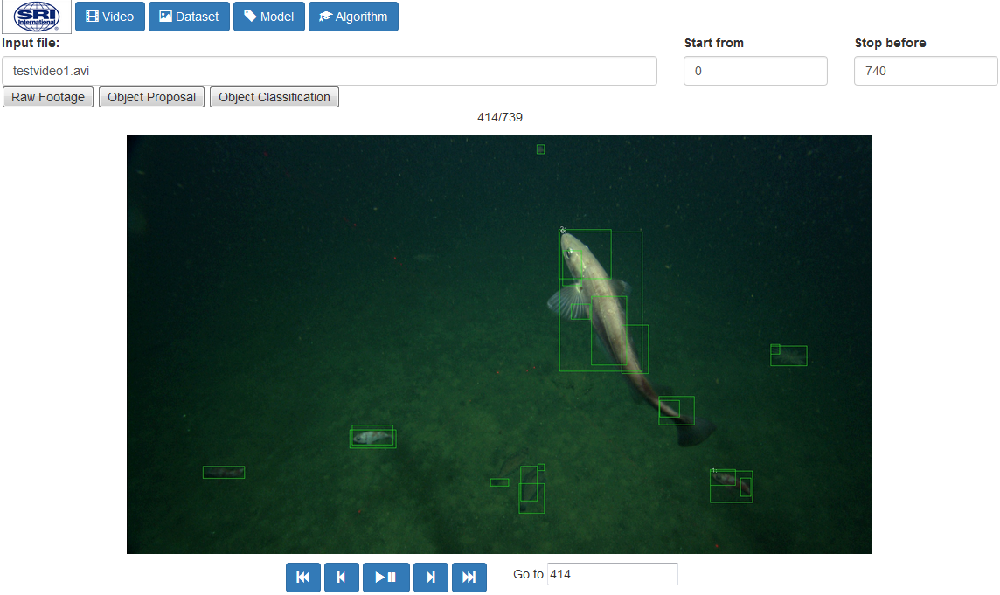 SRI
International
Video
Dataset
Model
Algorithm
Input file:
Start from
Stop before
testvideo1.avi
0
740
Raw Footage
Object Proposal
Object Classification
414/739
Go to
414